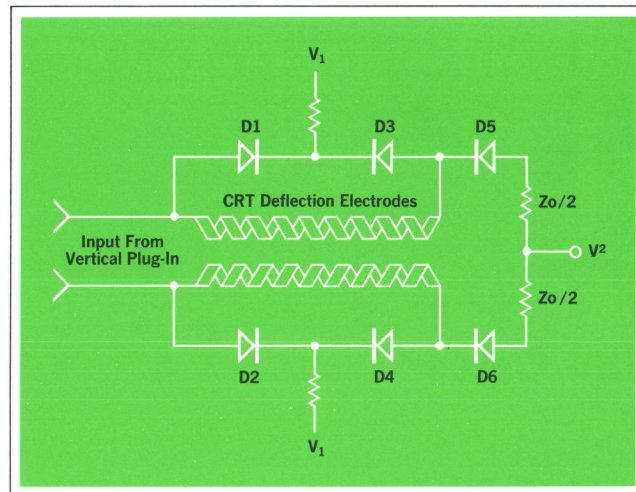 V1
D1
D3
D5
CRT Deflection Electrodes
Zo/2
Input From
Vertical Plug-In
V2
Zo/2
D2
D4
D6
V1